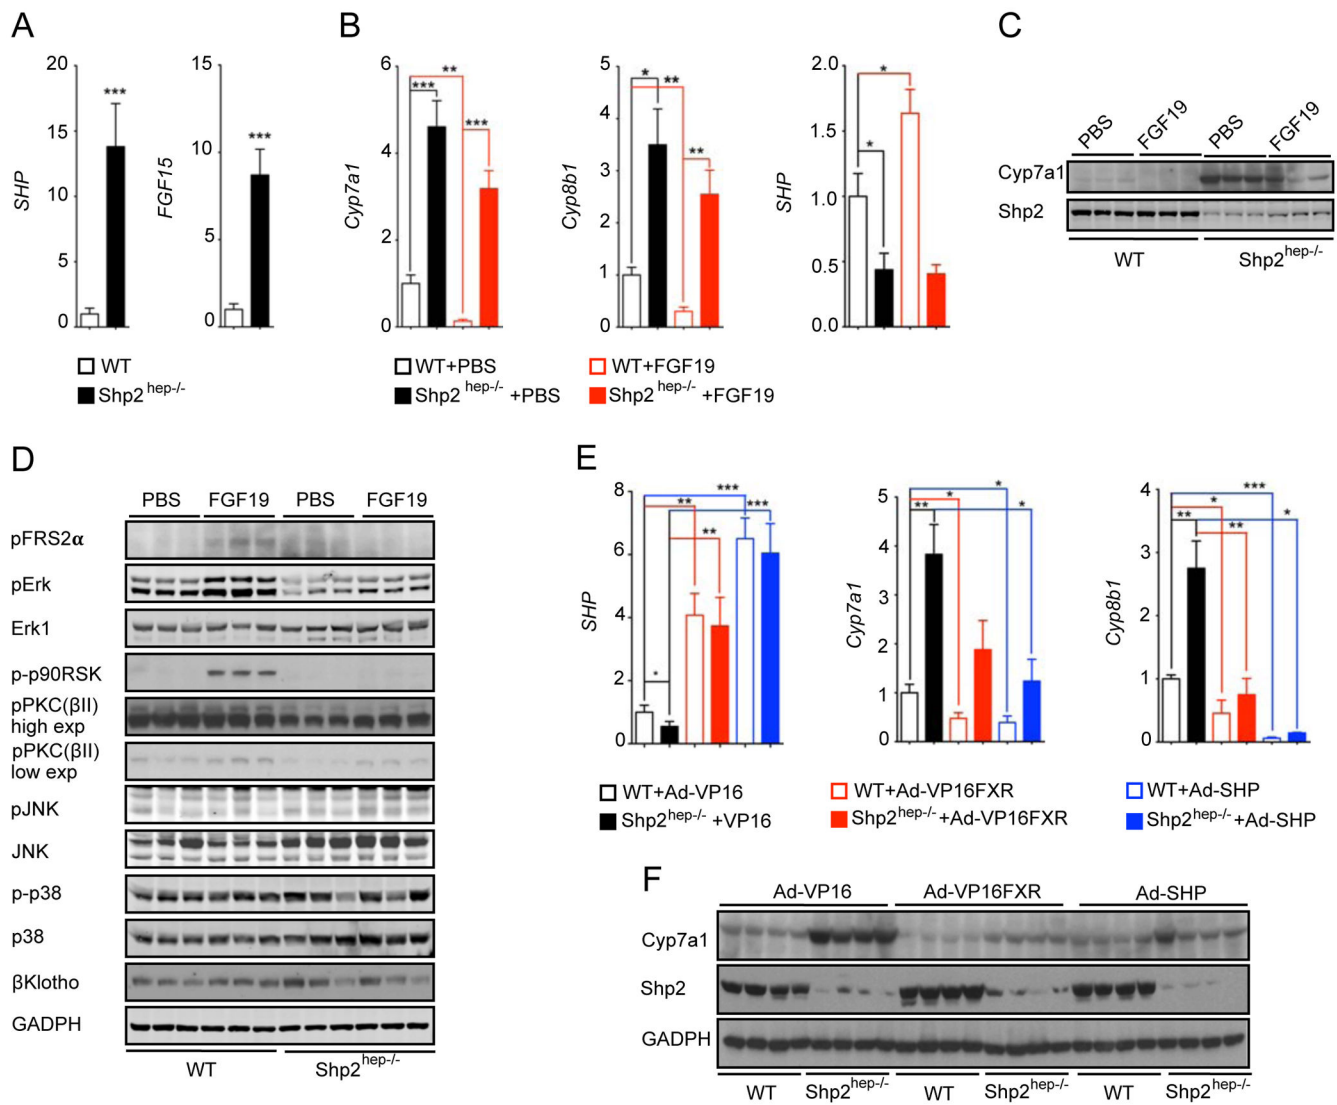 A
B
C
20
15
10
5
0
SHP
***
15
10
5
0
FGF15
***
6
4
2
0
Cyp7a1
**
***
***
5
4
3
2
1
0
Cyp8b1
*
**
**
2.0
1.5
1.0
0.5
0.0
SHP
*
*
PBS
FGF19
PBS
FGF19
Cyp7a1
Shp2
WT
Shp2hep-/-
WT
Shp2 hep-/-
WT+PBS
Shp2 hep-/- +PBS
WT+FGF19
Shp2 hep-/- +FGF19
D
PBS
FGF19
PBS
FGF19
pFRS2α
pErk
Erk1
p-p90RSK
pPKC(βII)
high exp
pPKC(βII)
low exp
pJNK
JNK
p-p38
p38
βKlotho
GADPH
WT
Shp2hep-/-
E
8
6
4
2
0
SHP
***
**
***
**
*
5
4
3
2
1
0
Cyp7a1
*
*
**
*
4
3
2
1
0
Cyp8b1
***
*
**
*
**
WT+Ad-VP16
Shp2hep-/-+VP16
WT+Ad-VP16FXR
Shp2hep-/-+Ad-VP16FXR
WT+Ad-SHP
Shp2hep-/-+Ad-SHP
F
Ad-VP16
Ad-VP16FXR
Ad-SHP
Cyp7a1
Shp2
GADPH
WT
Shp2hep-/-
WT
Shp2hep-/-
WT
Shp2hep-/-